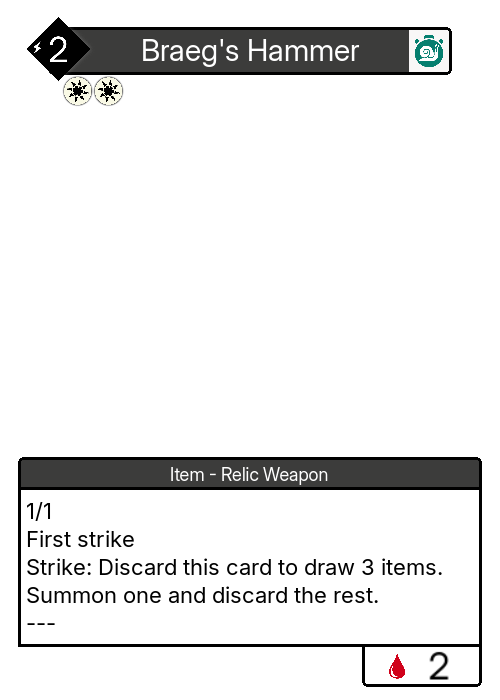 2
Braeg's Hammer
Item - Relic Weapon
1/1
First strike
Strike: Discard this card to draw 3 items.
Summon one and discard the rest.
---
2